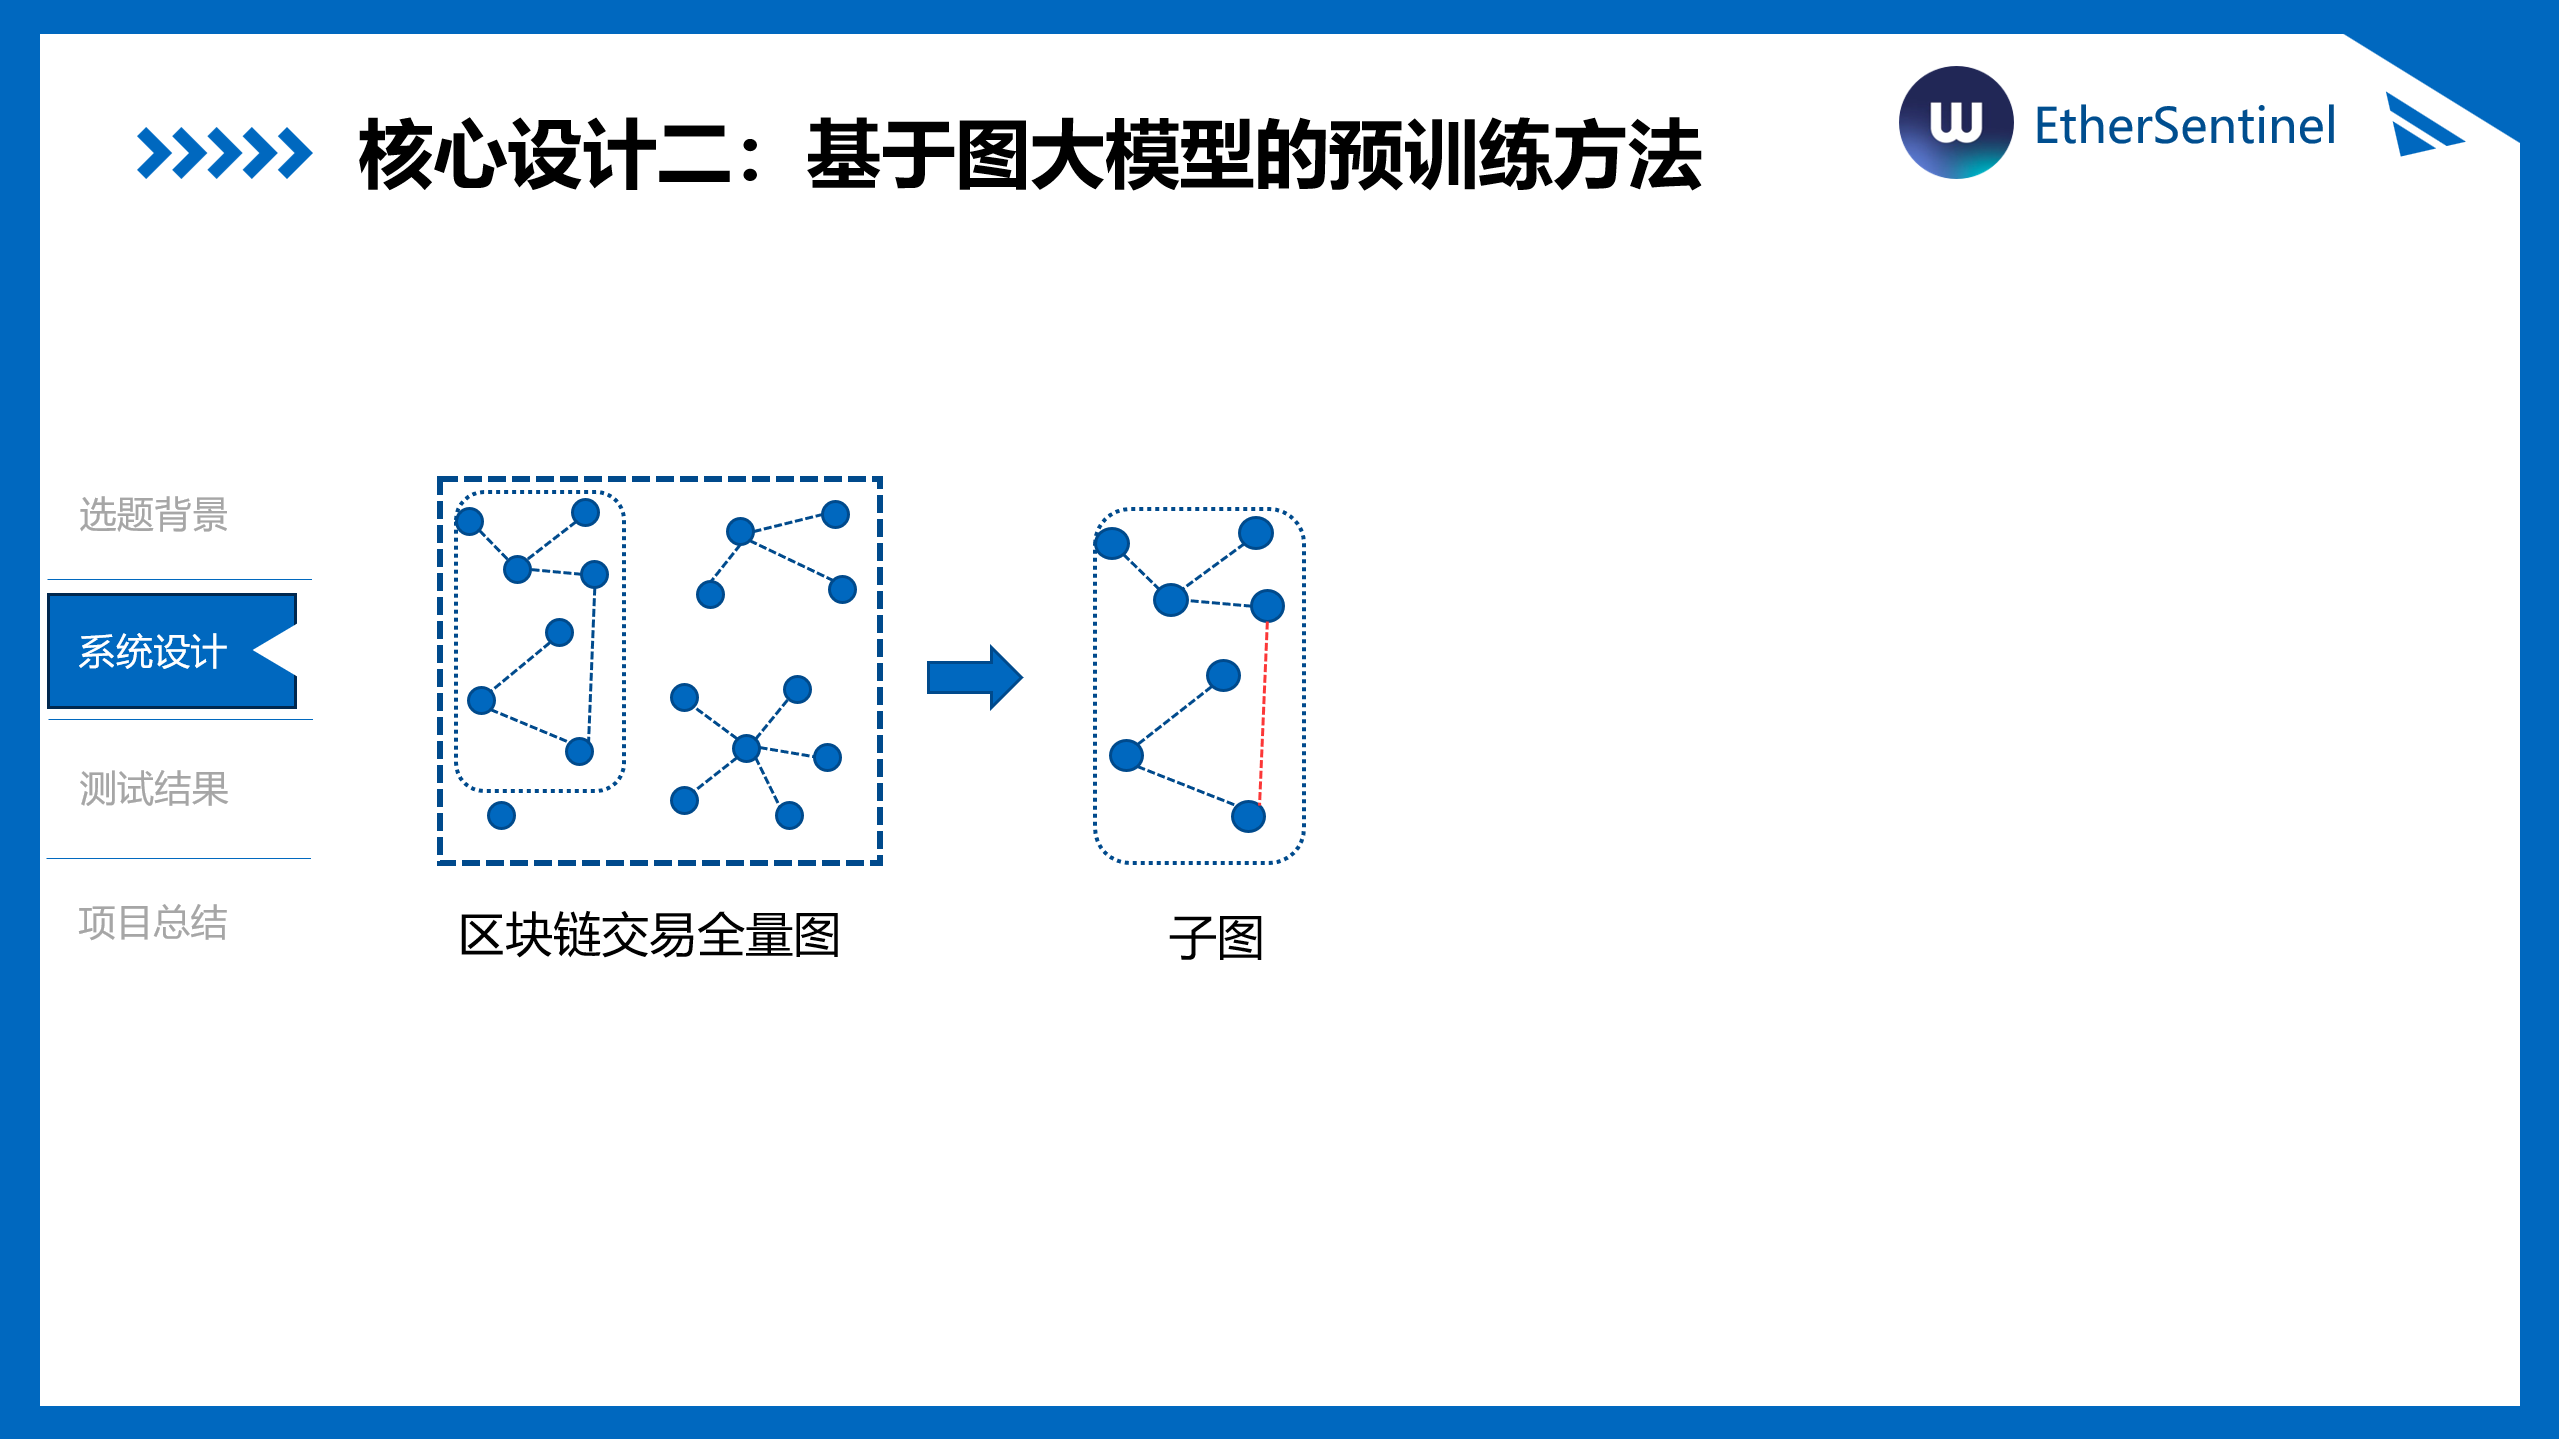 核心设计二：基于图大模型的预训练方法
EtherSentinel
选题背景
系统设计
测试结果
项目总结
区块链交易全量图
子图